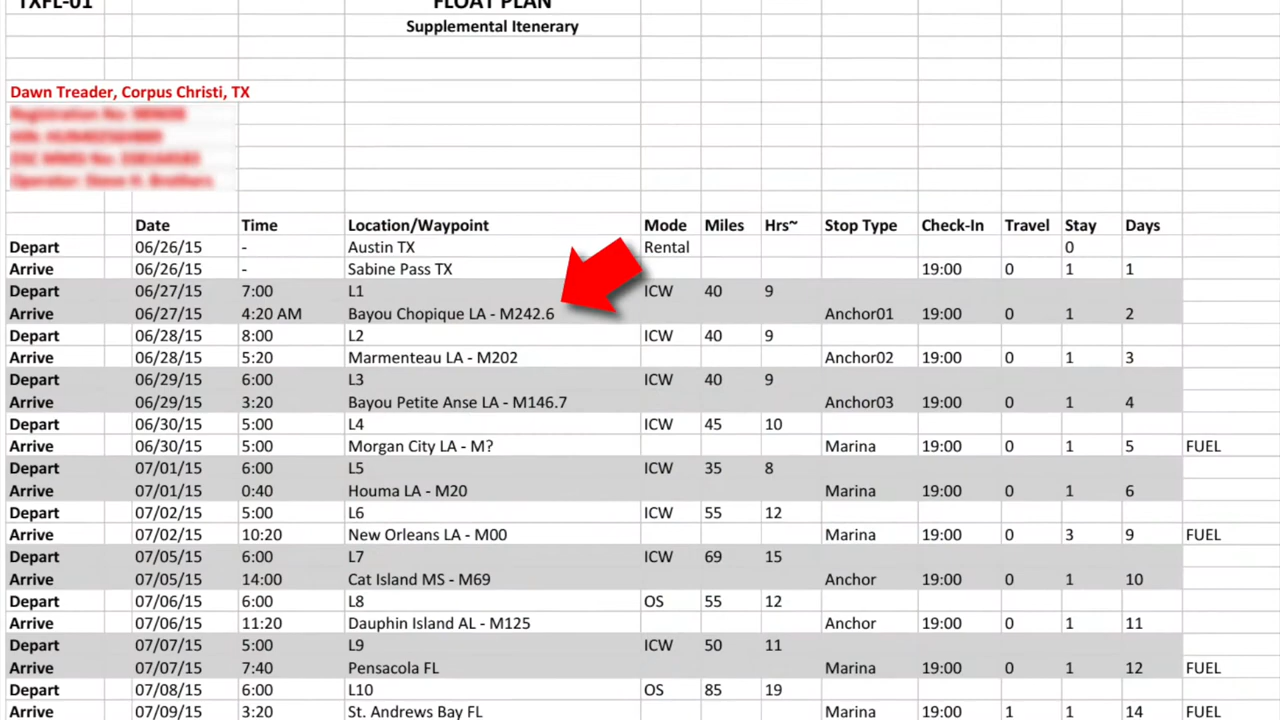 TXFL-01 FLOAT PLAN
Supplemental Itenerary
Dawn Treader, Corpus Christi, TX
Date Time Location/Waypoint Mode Miles Hrs~ Stop Type Check-In Travel Stay Days
Depart 06/26/15 - Austin TX Rental 0
Arrive 06/26/15 - Sabine Pass TX 19:00 0 1 1
Depart 06/27/15 7:00 L1 ICW 40 9
Arrive 06/27/15 4:20 AM Bayou Chopique LA - M242.6 Anchor01 19:00 0 1 2
Depart 06/28/15 8:00 L2 ICW 40 9
Arrive 06/28/15 5:20 Marmenteau LA - M202 Anchor02 19:00 0 1 3
Depart 06/29/15 6:00 L3 ICW 40 9
Arrive 06/29/15 3:20 Bayou Petite Anse LA - M146.7 Anchor03 19:00 0 1 4
Depart 06/30/15 5:00 L4 ICW 45 10
Arrive 06/30/15 5:00 Morgan City LA - M? Marina 19:00 0 1 5 FUEL
Depart 07/01/15 6:00 L5 ICW 35 8
Arrive 07/01/15 0:40 Houma LA - M20 Marina 19:00 0 1 6
Depart 07/02/15 5:00 L6 ICW 55 12
Arrive 07/02/15 10:20 New Orleans LA - M00 Marina 19:00 0 3 9 FUEL
Depart 07/05/15 6:00 L7 ICW 69 15
Arrive 07/05/15 14:00 Cat Island MS - M69 Anchor 19:00 0 1 10
Depart 07/06/15 6:00 L8 OS 55 12
Arrive 07/06/15 11:20 Dauphin Island AL - M125 Anchor 19:00 0 1 11
Depart 07/07/15 5:00 L9 ICW 50 11
Arrive 07/07/15 7:40 Pensacola FL Marina 19:00 0 1 12 FUEL
Depart 07/08/15 6:00 L10 OS 85 19
Arrive 07/09/15 3:20 St. Andrews Bay FL Marina 19:00 1 1 14 FUEL